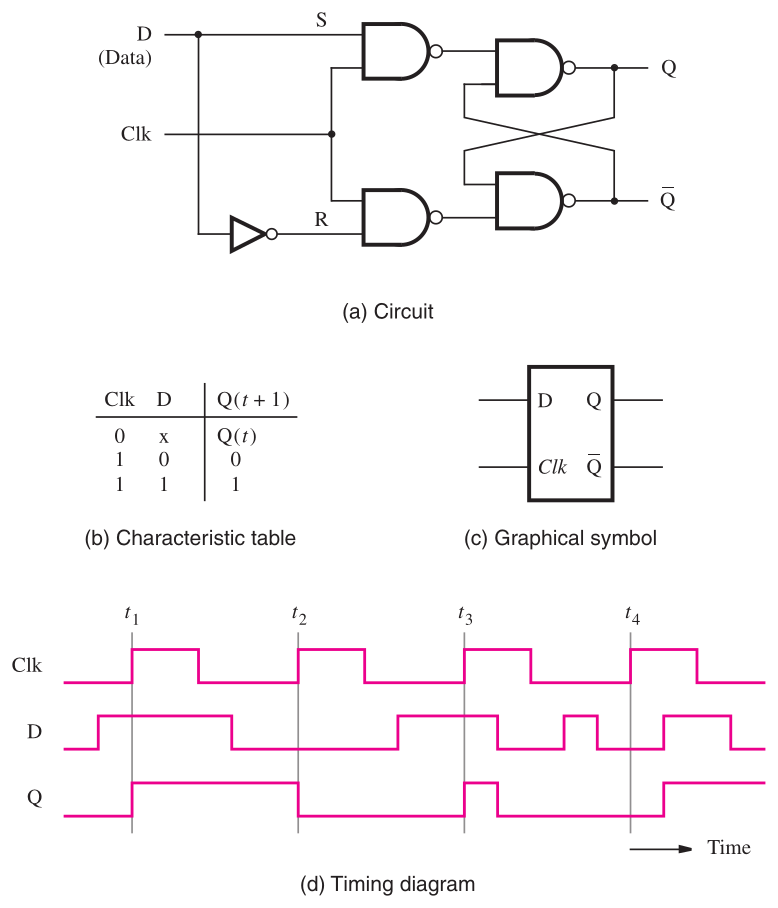 D
S
(Data)
Q
Clk
R
Q̅
(a) Circuit
Clk D Q(t + 1)
0 x Q(t)
1 0 0
1 1 1
D Q
Clk Q̅
(b) Characteristic table
(c) Graphical symbol
t₁ t₂ t₃ t₄
Clk
D
Q
Time
(d) Timing diagram